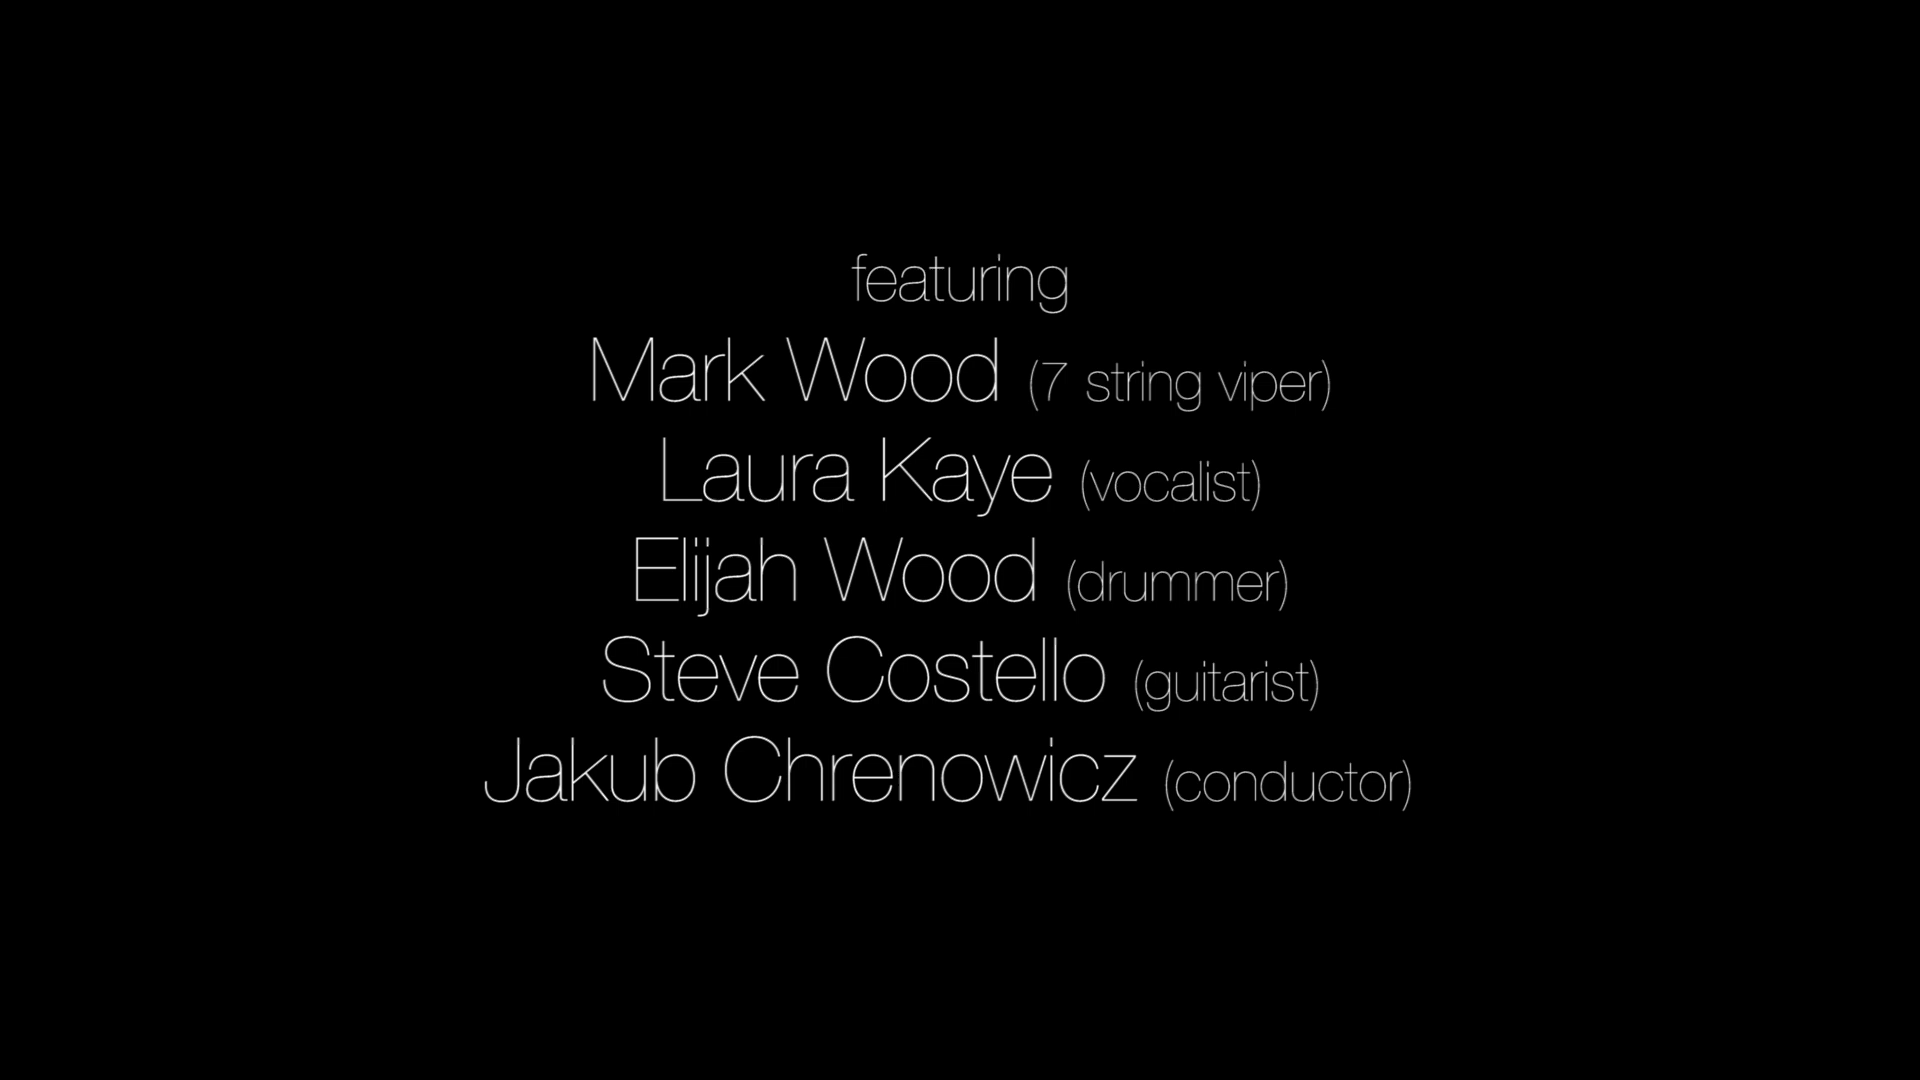 featuring
Mark Wood (7 string viper)
Laura Kaye (vocalist)
Elijah Wood (drummer)
Steve Costello (guitarist)
Jakub Chrenowicz (conductor)